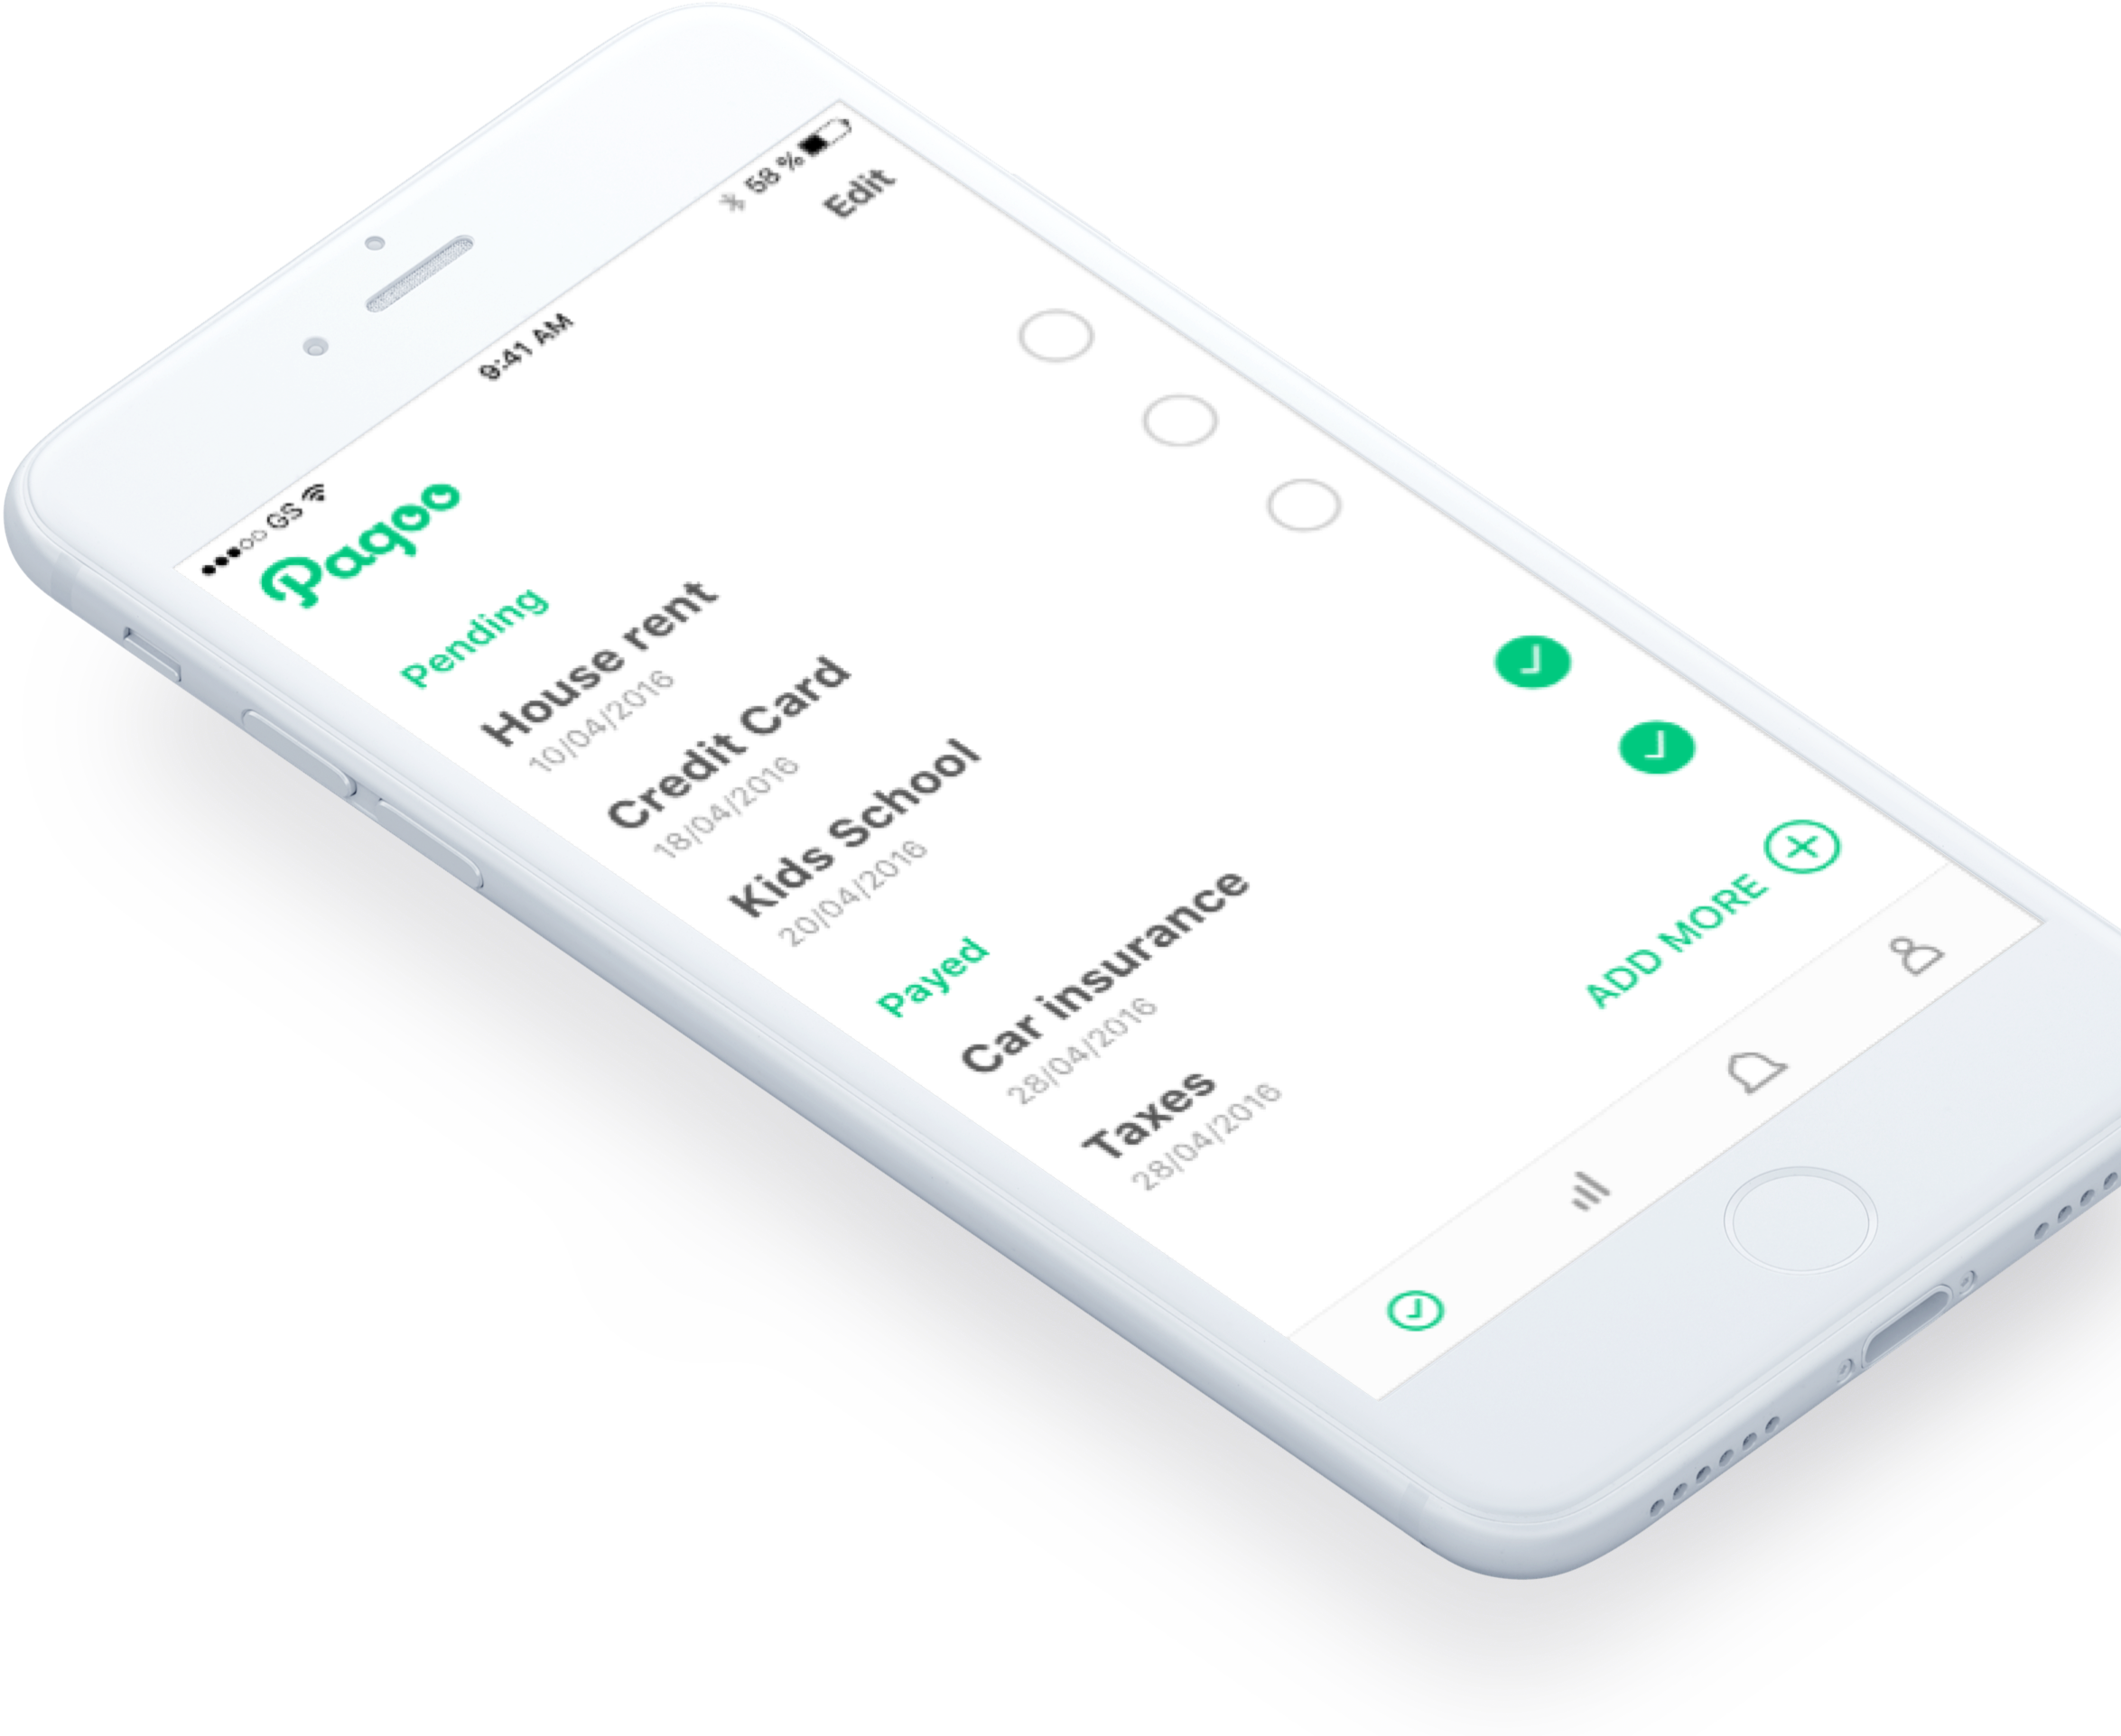 GS 9:41 AM 58 %
Paqoo Edit
Pending
House rent
10/04/2016
Credit Card
18/04/2016
Kids School
20/04/2016
Payed
Car insurance
28/04/2016
Taxes
28/04/2016
ADD MORE